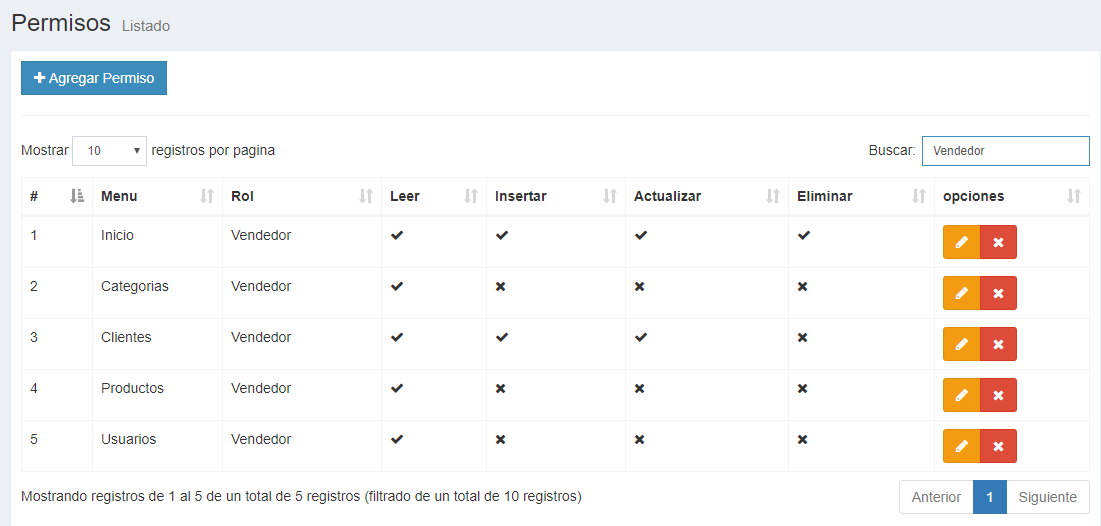 Permisos Listado
Agregar Permiso
Mostrar 10 registros por pagina Buscar: Vendedor
# Menu Rol Leer Insertar Actualizar Eliminar opciones
1 Inicio Vendedor
2 Categorias Vendedor
3 Clientes Vendedor
4 Productos Vendedor
5 Usuarios Vendedor
Mostrando registros de 1 al 5 de un total de 5 registros (filtrado de un total de 10 registros) Anterior 1 Siguiente